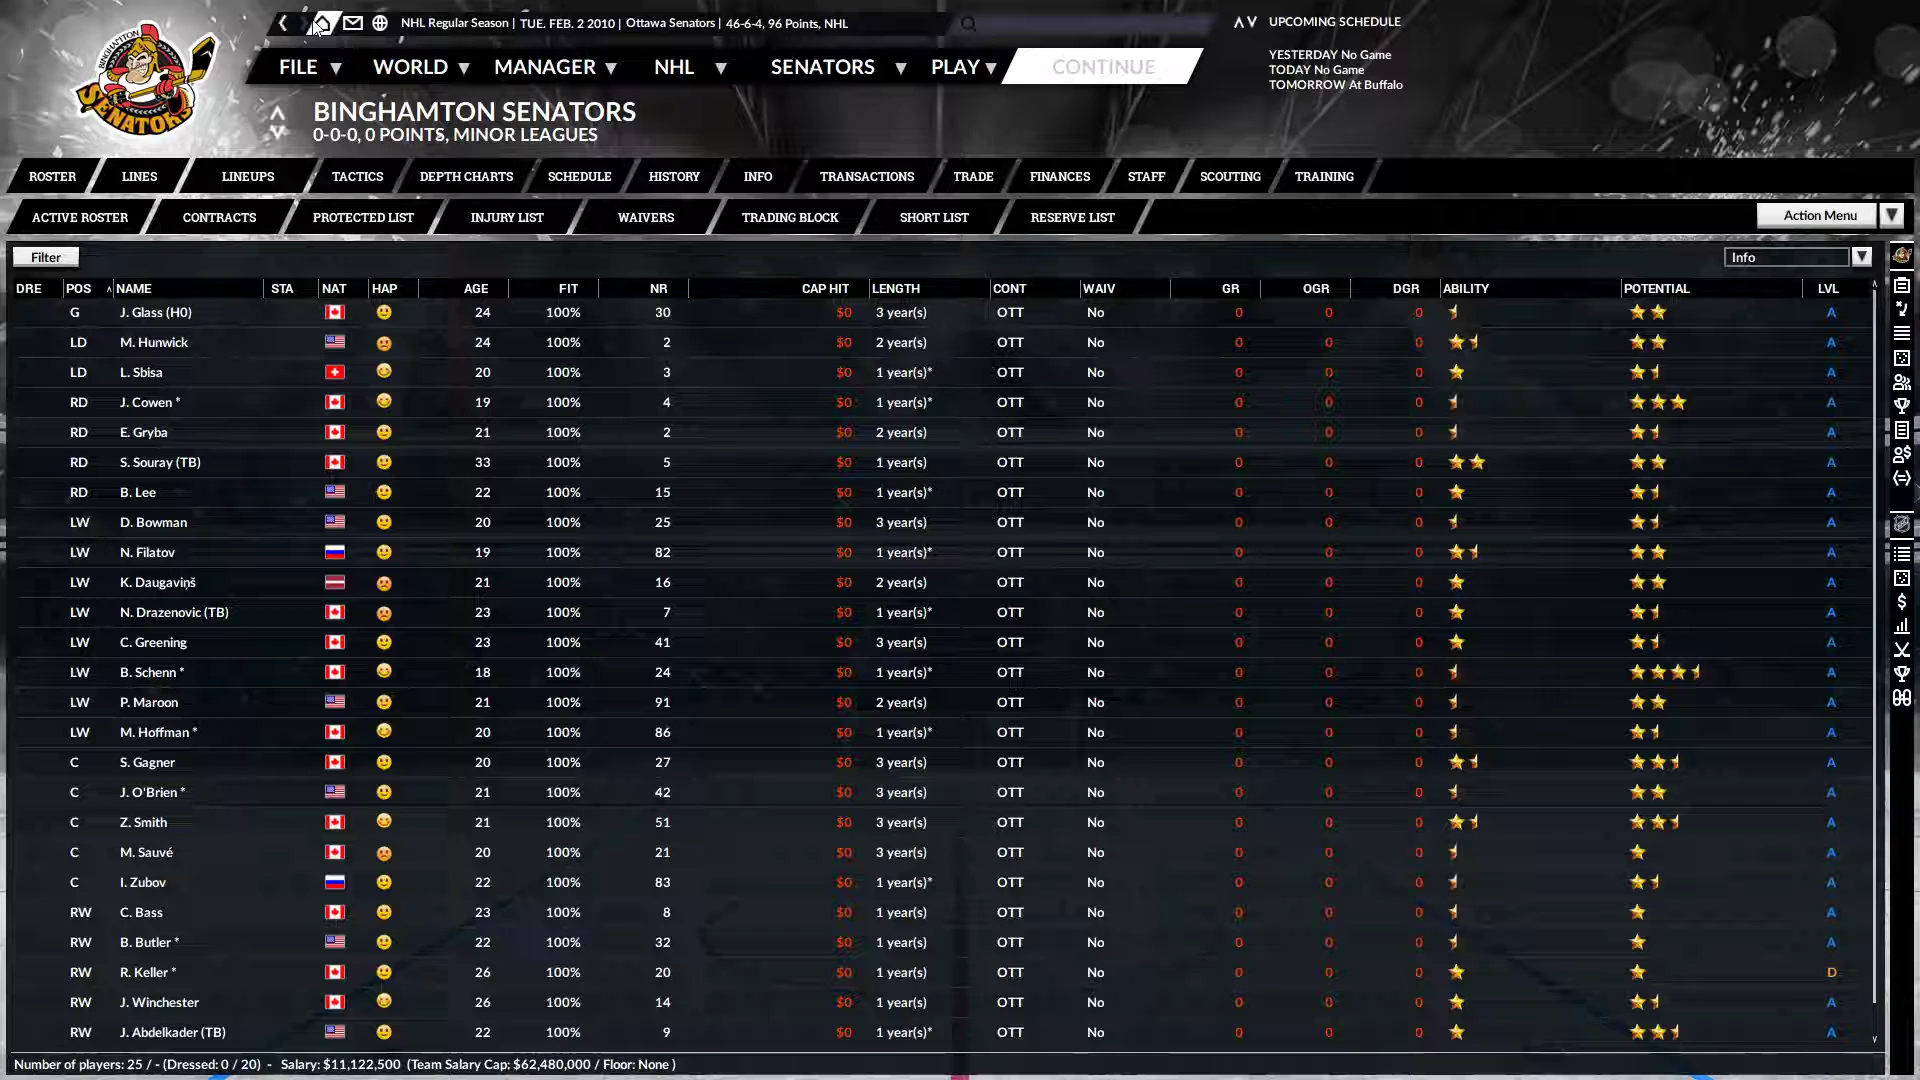 NHL Regular Season | TUE. FEB. 2 2010 | Ottawa Senators | 46-6-4, 96 Points, NHL
UPCOMING SCHEDULE
YESTERDAY No Game
TODAY No Game
TOMORROW At Buffalo
BINGHAMTON
SENATORS
FILE WORLD MANAGER NHL SENATORS PLAY CONTINUE
BINGHAMTON SENATORS
0-0-0, 0 POINTS, MINOR LEAGUES
ROSTER LINES LINEUPS TACTICS DEPTH CHARTS SCHEDULE HISTORY INFO TRANSACTIONS TRADE FINANCES STAFF SCOUTING TRAINING
ACTIVE ROSTER CONTRACTS PROTECTED LIST INJURY LIST WAIVERS TRADING BLOCK SHORT LIST RESERVE LIST Action Menu
Filter Info
DRE POS NAME STA NAT HAP AGE FIT NR CAP HIT LENGTH CONT WAIV GR OGR DGR ABILITY POTENTIAL LVL
G J. Glass (H0) 24 100% 30 $0 3 year(s) OTT No 0 0 0 A
LD M. Hunwick 24 100% 2 $0 2 year(s) OTT No 0 0 0 A
LD L. Sbisa 20 100% 3 $0 1 year(s)* OTT No 0 0 0 A
RD J. Cowen * 19 100% 4 $0 1 year(s)* OTT No 0 0 0 A
RD E. Gryba 21 100% 2 $0 2 year(s) OTT No 0 0 0 A
RD S. Souray (TB) 33 100% 5 $0 1 year(s) OTT No 0 0 0 A
RD B. Lee 22 100% 15 $0 1 year(s)* OTT No 0 0 0 A
LW D. Bowman 20 100% 25 $0 3 year(s) OTT No 0 0 0 A
LW N. Filatov 19 100% 82 $0 1 year(s)* OTT No 0 0 0 A
LW K. Daugaviņš 21 100% 16 $0 2 year(s) OTT No 0 0 0 A
LW N. Drazenovic (TB) 23 100% 7 $0 1 year(s)* OTT No 0 0 0 A
LW C. Greening 23 100% 41 $0 3 year(s) OTT No 0 0 0 A
LW B. Schenn * 18 100% 24 $0 1 year(s)* OTT No 0 0 0 A
LW P. Maroon 21 100% 91 $0 2 year(s) OTT No 0 0 0 A
LW M. Hoffman * 20 100% 86 $0 1 year(s)* OTT No 0 0 0 A
C S. Gagner 20 100% 27 $0 3 year(s) OTT No 0 0 0 A
C J. O'Brien * 21 100% 42 $0 3 year(s) OTT No 0 0 0 A
C Z. Smith 21 100% 51 $0 3 year(s) OTT No 0 0 0 A
C M. Sauvé 20 100% 21 $0 3 year(s) OTT No 0 0 0 A
C I. Zubov 22 100% 83 $0 1 year(s)* OTT No 0 0 0 A
RW C. Bass 23 100% 8 $0 1 year(s) OTT No 0 0 0 A
RW B. Butler * 22 100% 32 $0 1 year(s) OTT No 0 0 0 A
RW R. Keller * 26 100% 20 $0 1 year(s) OTT No 0 0 0 D
RW J. Winchester 26 100% 14 $0 1 year(s) OTT No 0 0 0 A
RW J. Abdelkader (TB) 22 100% 9 $0 1 year(s)* OTT No 0 0 0 A
Number of players: 25 / - (Dressed: 0 / 20) - Salary: $11,122,500 (Team Salary Cap: $62,480,000 / Floor: None )